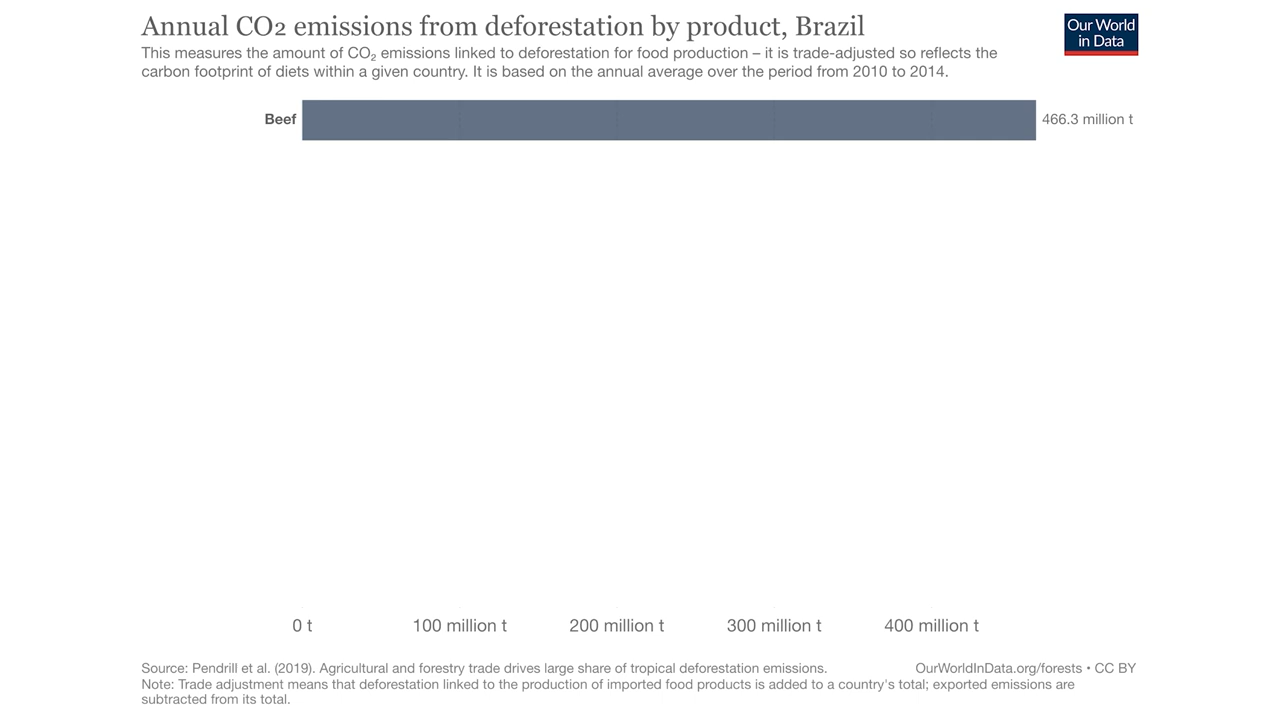 Annual CO2 emissions from deforestation by product, Brazil
Our World
in Data
This measures the amount of CO₂ emissions linked to deforestation for food production – it is trade-adjusted so reflects the
carbon footprint of diets within a given country. It is based on the annual average over the period from 2010 to 2014.
Beef
466.3 million t
0 t
100 million t
200 million t
300 million t
400 million t
Source: Pendrill et al. (2019). Agricultural and forestry trade drives large share of tropical deforestation emissions.
OurWorldInData.org/forests • CC BY
Note: Trade adjustment means that deforestation linked to the production of imported food products is added to a country's total; exported emissions are
subtracted from its total.